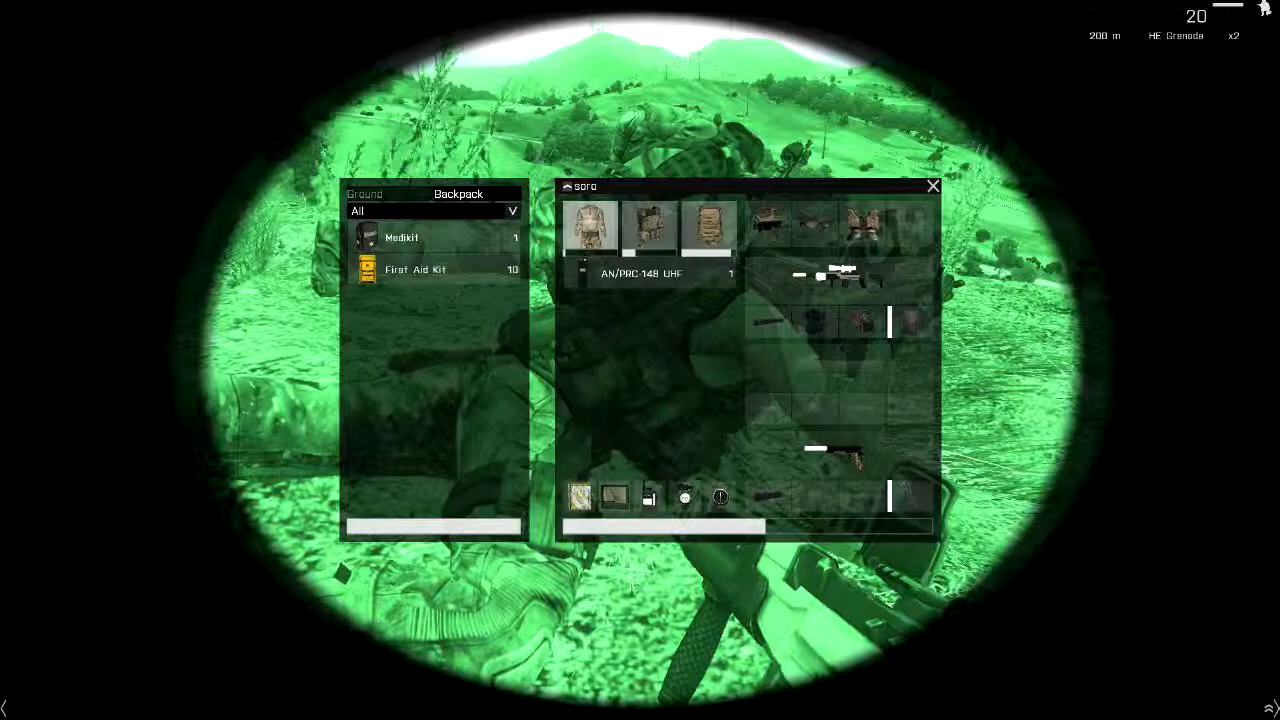 20
200 m HE Grenade x2
Ground Backpack
All
Medikit 1
First Aid Kit 10
soro
AN/PRC-148 UHF 1